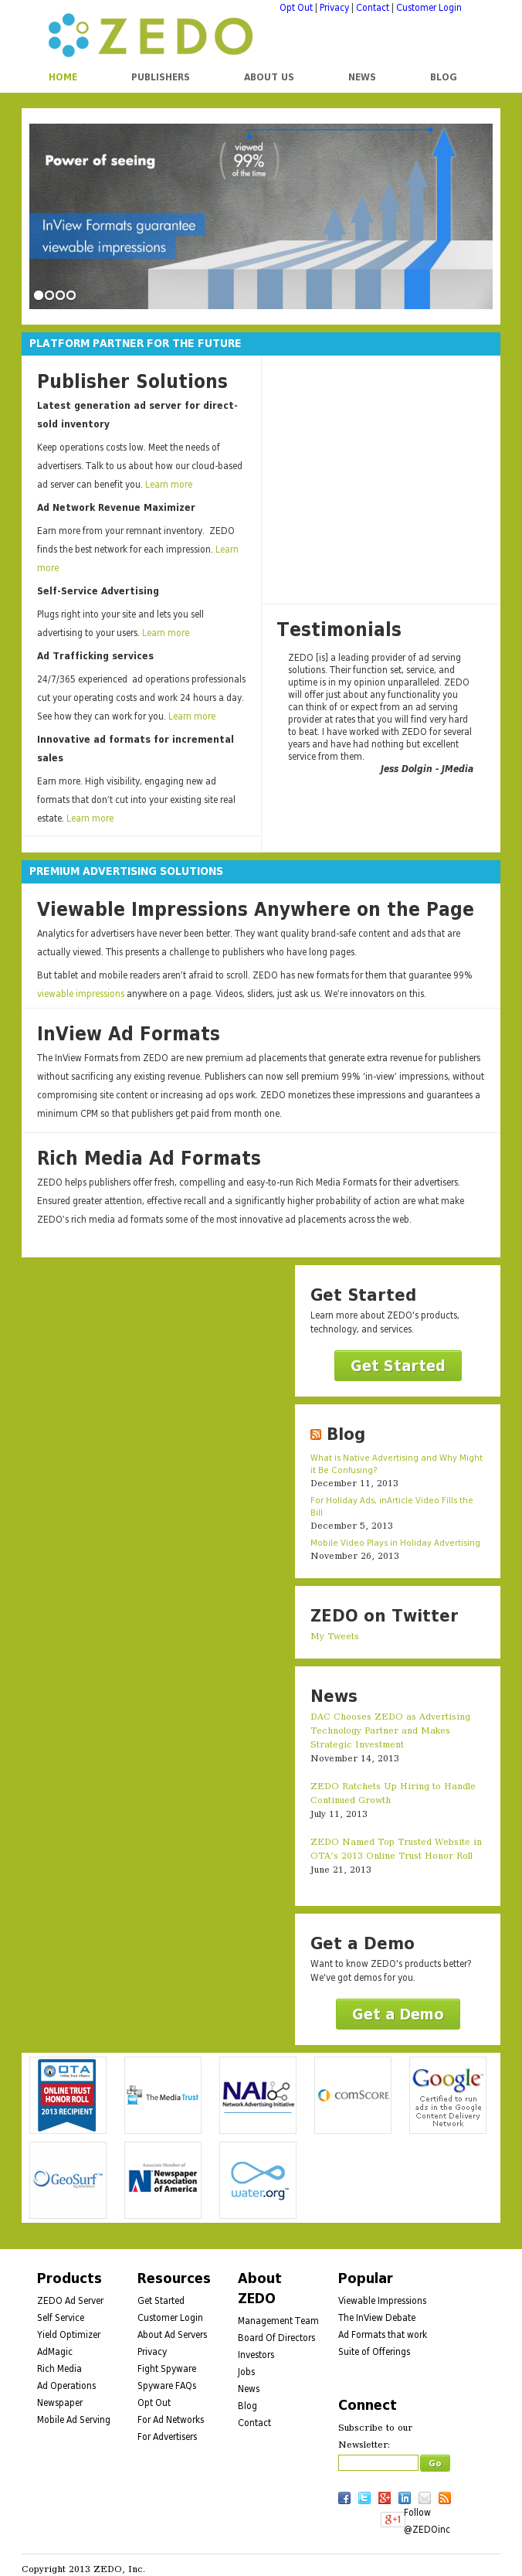 Opt Out | Privacy | Contact | Customer Login
ZEDO
HOME
PUBLISHERS
ABOUT US
NEWS
BLOG
Power of seeing
viewed
99%
of the time
InView Formats guarantee
viewable impressions
PLATFORM PARTNER FOR THE FUTURE
Publisher Solutions
Latest generation ad server for direct-
sold inventory
Keep operations costs low. Meet the needs of
advertisers. Talk to us about how our cloud-based
ad server can benefit you. Learn more
Ad Network Revenue Maximizer
Earn more from your remnant inventory.  ZEDO
finds the best network for each impression. Learn
more
Self-Service Advertising
Plugs right into your site and lets you sell
advertising to your users. Learn more
Ad Trafficking services
24/7/365 experienced  ad operations professionals
cut your operating costs and work 24 hours a day.
See how they can work for you. Learn more
Innovative ad formats for incremental
sales
Earn more. High visibility, engaging new ad
formats that don't cut into your existing site real
estate. Learn more
Testimonials
ZEDO [is] a leading provider of ad serving
solutions. Their function set, service, and
uptime is in my opinion unparalleled. ZEDO
will offer just about any functionality you
can think of or expect from an ad serving
provider at rates that you will find very hard
to beat. I have worked with ZEDO for several
years and have had nothing but excellent
service from them.
Jess Dolgin - JMedia
PREMIUM ADVERTISING SOLUTIONS
Viewable Impressions Anywhere on the Page
Analytics for advertisers have never been better. They want quality brand-safe content and ads that are
actually viewed. This presents a challenge to publishers who have long pages.
But tablet and mobile readers aren't afraid to scroll. ZEDO has new formats for them that guarantee 99%
viewable impressions anywhere on a page. Videos, sliders, just ask us. We're innovators on this.
InView Ad Formats
The InView Formats from ZEDO are new premium ad placements that generate extra revenue for publishers
without sacrificing any existing revenue. Publishers can now sell premium 99% 'in-view' impressions, without
compromising site content or increasing ad ops work. ZEDO monetizes these impressions and guarantees a
minimum CPM so that publishers get paid from month one.
Rich Media Ad Formats
ZEDO helps publishers offer fresh, compelling and easy-to-run Rich Media Formats for their advertisers.
Ensured greater attention, effective recall and a significantly higher probability of action are what make
ZEDO's rich media ad formats some of the most innovative ad placements across the web.
Get Started
Learn more about ZEDO's products,
technology, and services.
Get Started
Blog
What is Native Advertising and Why Might
it Be Confusing?
December 11, 2013
For Holiday Ads, inArticle Video Fills the
Bill
December 5, 2013
Mobile Video Plays in Holiday Advertising
November 26, 2013
ZEDO on Twitter
My Tweets
News
DAC Chooses ZEDO as Advertising
Technology Partner and Makes
Strategic Investment
November 14, 2013
ZEDO Ratchets Up Hiring to Handle
Continued Growth
July 11, 2013
ZEDO Named Top Trusted Website in
OTA's 2013 Online Trust Honor Roll
June 21, 2013
Get a Demo
Want to know ZEDO's products better?
We've got demos for you.
Get a Demo
OTA
ONLINE TRUST
HONOR ROLL
2013 RECIPIENT
The Media Trust
NAI
Network Advertising Initiative
comSCORE
Google
Certified to run
ads in the Google
Content Delivery
Network
GeoSurf
Associate Member of
Newspaper
Association
of America
water.org
Products
ZEDO Ad Server
Self Service
Yield Optimizer
AdMagic
Rich Media
Ad Operations
Newspaper
Mobile Ad Serving
Resources
Get Started
Customer Login
About Ad Servers
Privacy
Fight Spyware
Spyware FAQs
Opt Out
For Ad Networks
For Advertisers
About
ZEDO
Management Team
Board Of Directors
Investors
Jobs
News
Blog
Contact
Popular
Viewable Impressions
The InView Debate
Ad Formats that work
Suite of Offerings
Connect
Subscribe to our
Newsletter:
Go
g+1
Follow
@ZEDOinc
Copyright 2013 ZEDO, Inc.